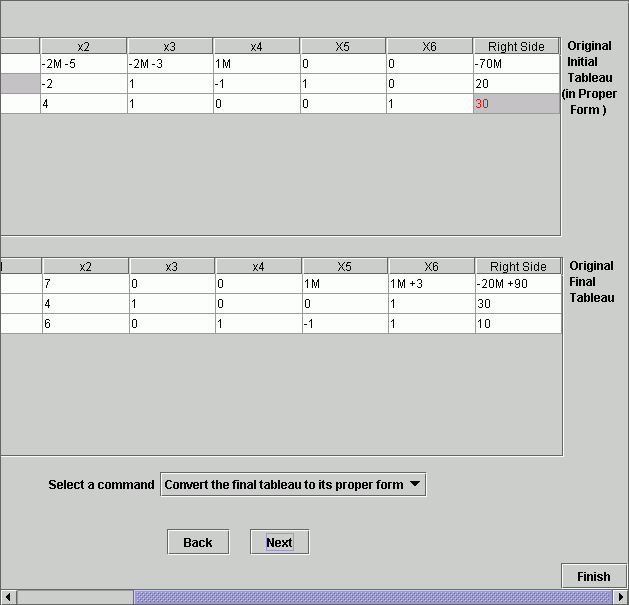 x2 x3 x4 X5 X6 Right Side
-2M -5 -2M -3 1M 0 0 -70M
-2 1 -1 1 0 20
4 1 0 0 1 30
Original
Initial
Tableau
(in Proper
Form )
x2 x3 x4 X5 X6 Right Side
7 0 0 1M 1M +3 -20M +90
4 1 0 0 1 30
6 0 1 -1 1 10
Original
Final
Tableau
Select a command Convert the final tableau to its proper form
Back Next
Finish